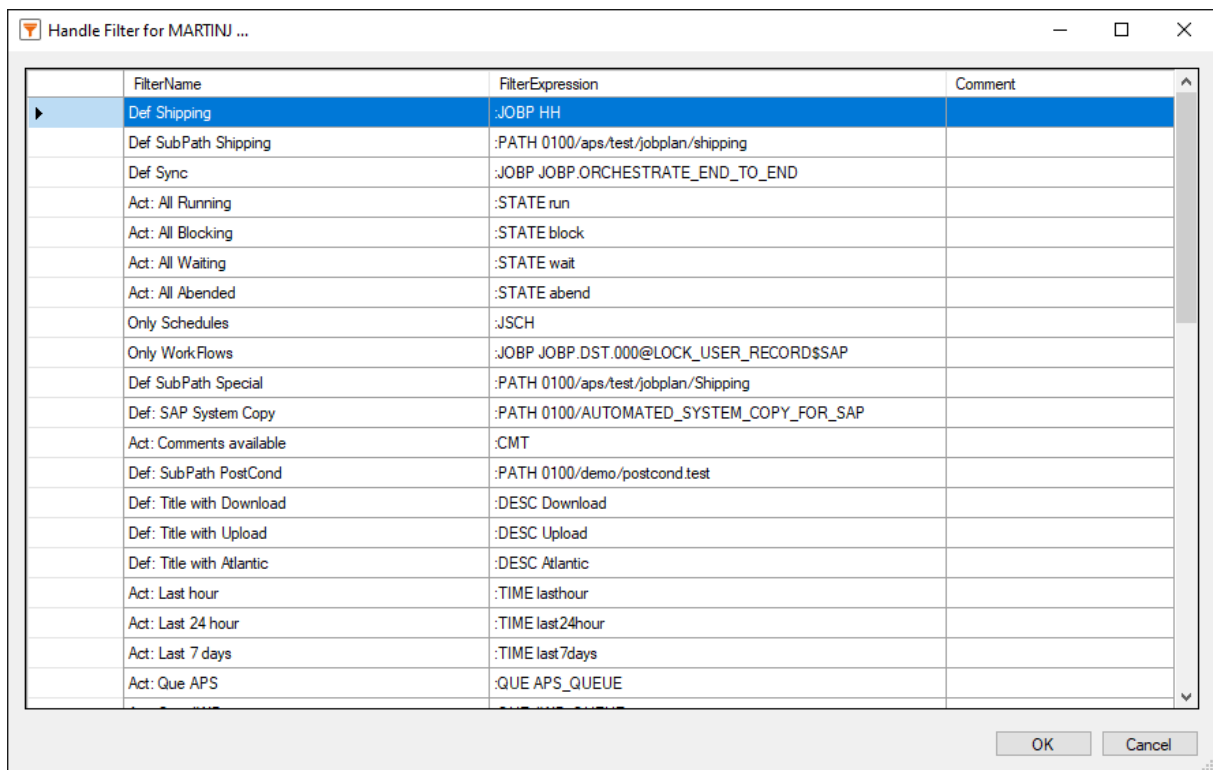 Handle Filter for MARTINJ ...
FilterName FilterExpression Comment
Def Shipping :JOBP HH
Def SubPath Shipping :PATH 0100/aps/test/jobplan/shipping
Def Sync :JOBP JOBP.ORCHESTRATE_END_TO_END
Act: All Running :STATE run
Act: All Blocking :STATE block
Act: All Waiting :STATE wait
Act: All Abended :STATE abend
Only Schedules :JSCH
Only WorkFlows :JOBP JOBP.DST.000@LOCK_USER_RECORD$SAP
Def SubPath Special :PATH 0100/aps/test/jobplan/Shipping
Def: SAP System Copy :PATH 0100/AUTOMATED_SYSTEM_COPY_FOR_SAP
Act: Comments available :CMT
Def: SubPath PostCond :PATH 0100/demo/postcond.test
Def: Title with Download :DESC Download
Def: Title with Upload :DESC Upload
Def: Title with Atlantic :DESC Atlantic
Act: Last hour :TIME lasthour
Act: Last 24 hour :TIME last24hour
Act: Last 7 days :TIME last7days
Act: Que APS :QUE APS_QUEUE
OK Cancel